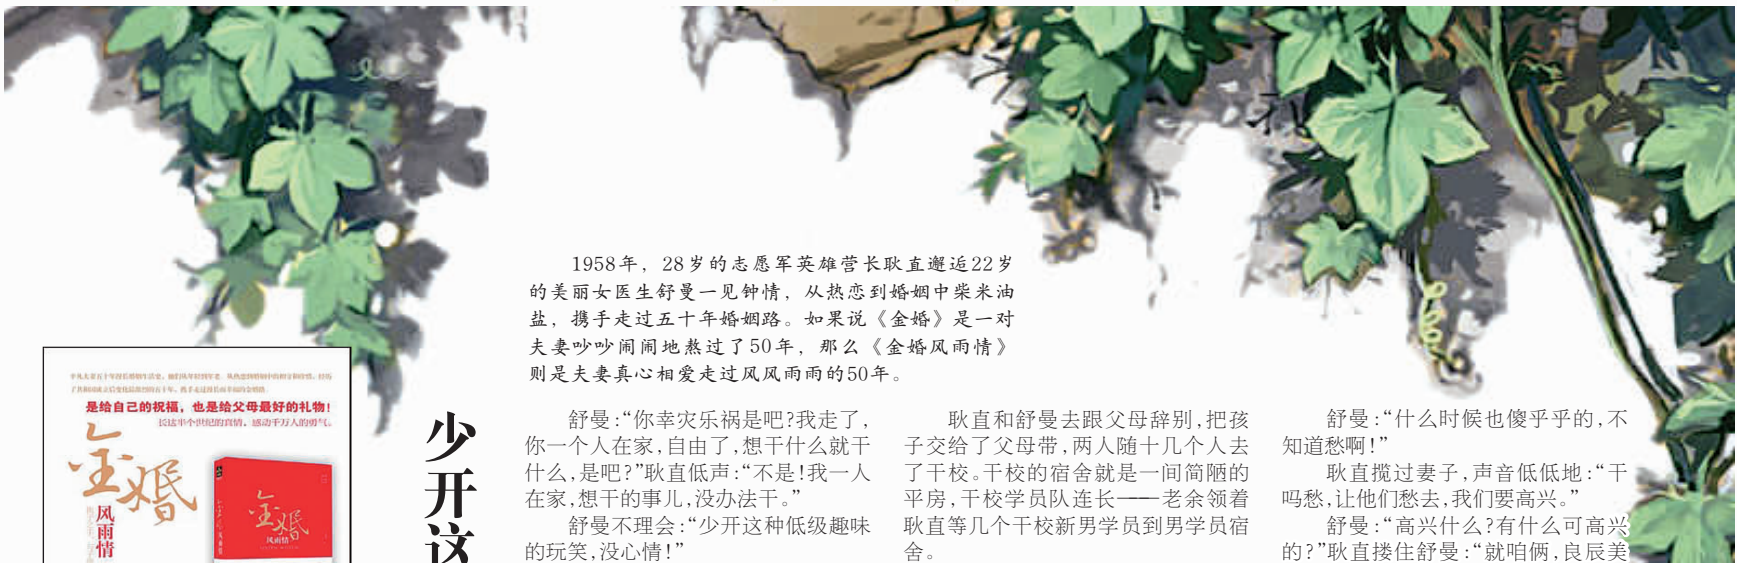 1958年，28岁的志愿军英雄营长耿直邂逅22岁
的美丽女医生舒曼一见钟情，从热恋到婚姻中柴米油
盐，携手走过五十年婚姻路。如果说《金婚》是一对
夫妻吵吵闹闹地熬过了50年，那么《金婚风雨情》
则是夫妻真心相爱走过风风雨雨的50年。
是给自己的祝福，也是给父母最好的礼物！
长达半个世纪的真情，感动千万人的勇气。
金婚
风雨情
金婚
风雨情
少开这
舒曼：“你幸灾乐祸是吧？我走了，
你一个人在家，自由了，想干什么就干
什么，是吧？”耿直低声：“不是！我一人
在家，想干的事儿，没办法干。”
舒曼不理会：“少开这种低级趣味
的玩笑，没心情！”
耿直和舒曼去跟父母辞别，把孩
子交给了父母带，两人随十几个人去
了干校。干校的宿舍就是一间简陋的
平房，干校学员队连长——老余领着
耿直等几个干校新男学员到男学员宿
舍。
舒曼：“什么时候也傻乎乎的，不
知道愁啊！”
耿直揽过妻子，声音低低地：“干
吗愁，让他们愁去，我们要高兴。”
舒曼：“高兴什么？有什么可高兴
的？”耿直搂住舒曼：“就咱俩，良辰美